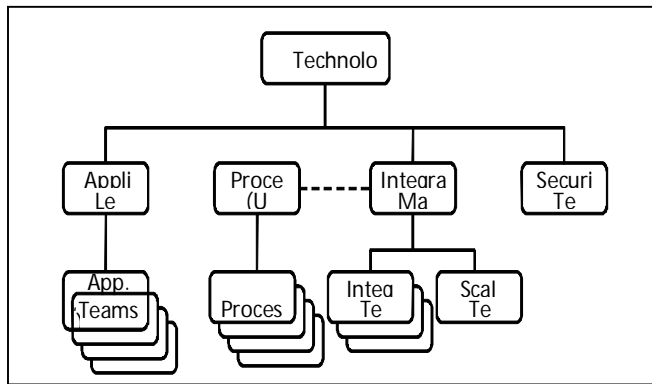 Technolo
Appli
Le
Proce
(U
Integra
Ma
Securi
Te
App.
Teams
Proces
Integ
Te
Scal
Te